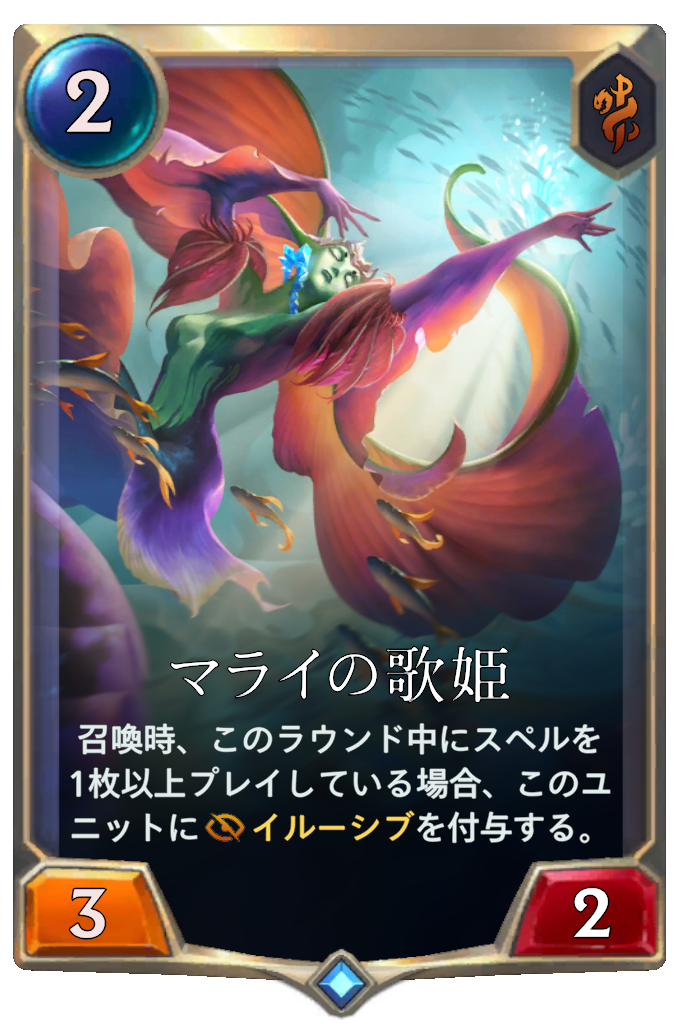 2
マライの歌姫
召喚時、このラウンド中にスペルを
1枚以上プレイしている場合、このユ
ニットにイルーシブを付与する。
3
2